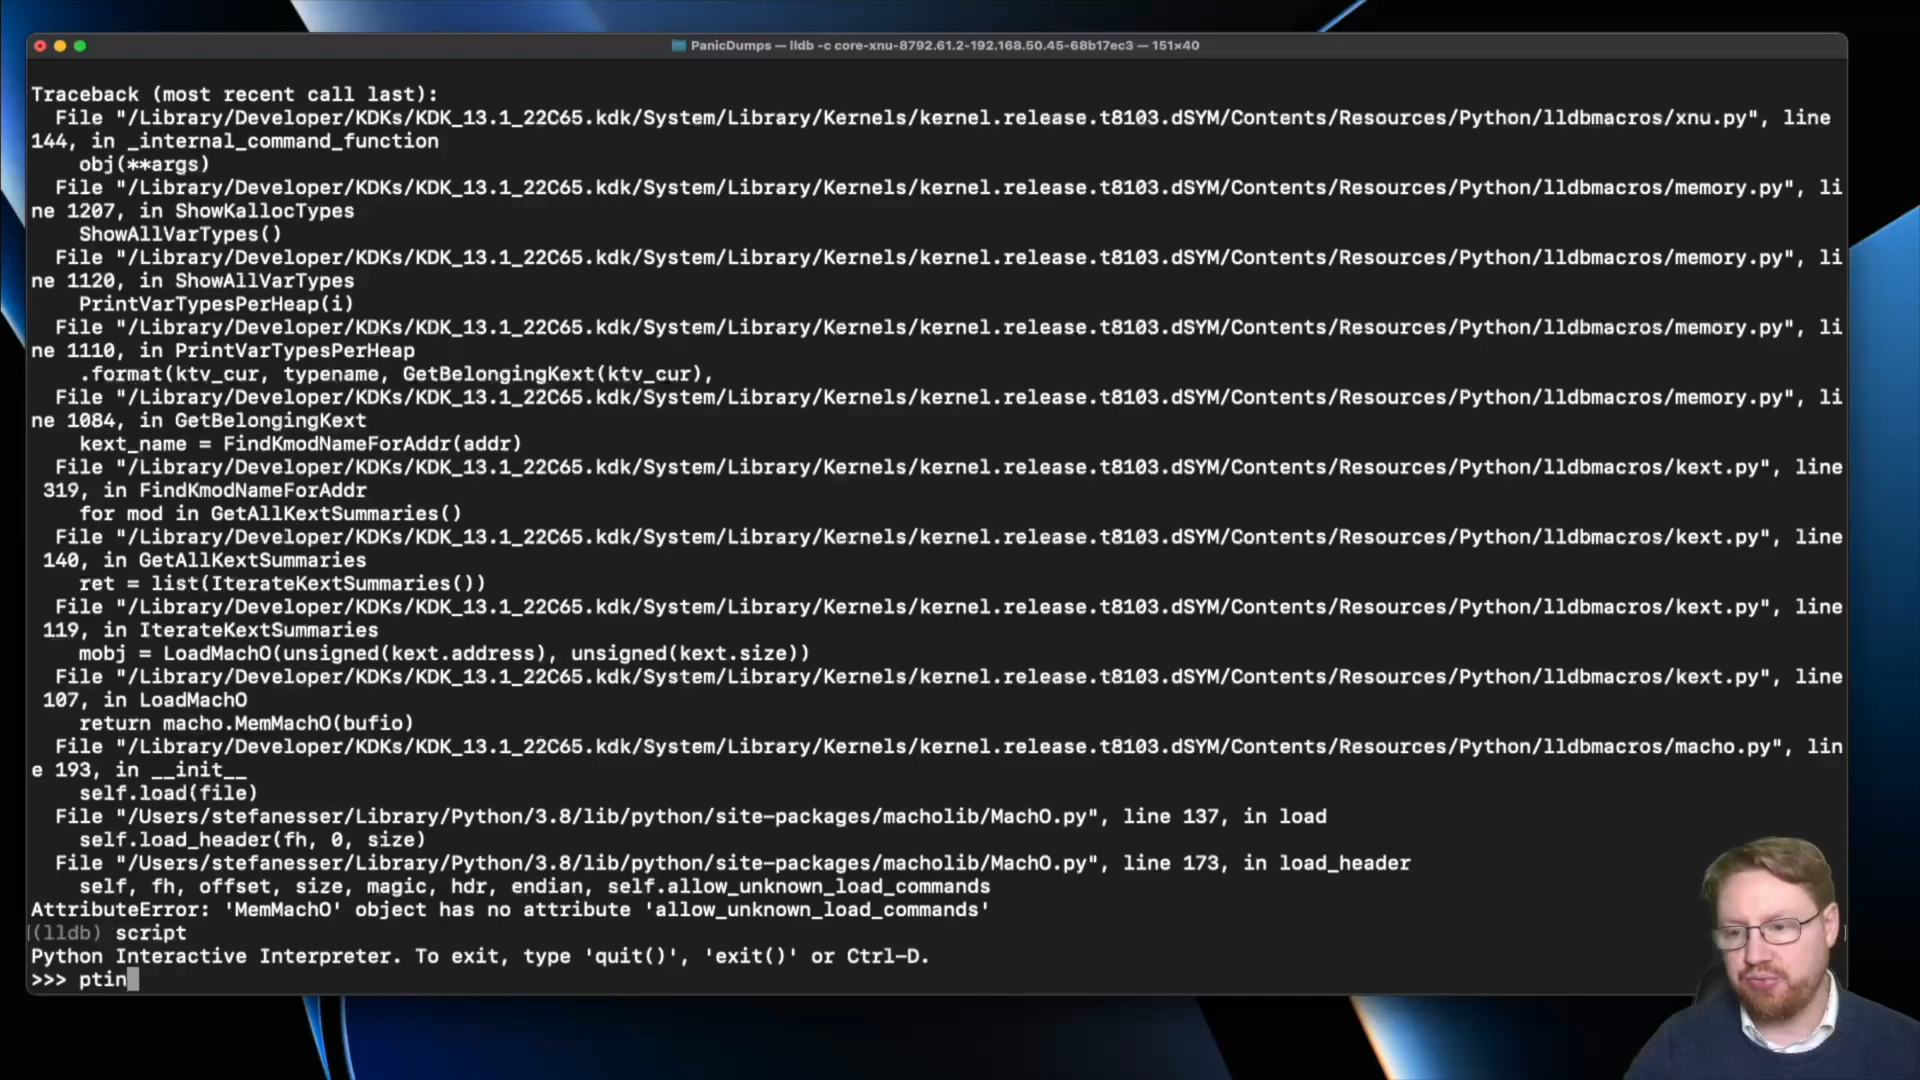 PanicDumps — lldb -c core-xnu-8792.61.2-192.168.50.45-68b17ec3 — 151×40
Traceback (most recent call last):
  File "/Library/Developer/KDKs/KDK_13.1_22C65.kdk/System/Library/Kernels/kernel.release.t8103.dSYM/Contents/Resources/Python/lldbmacros/xnu.py", line
144, in _internal_command_function
    obj(**args)
  File "/Library/Developer/KDKs/KDK_13.1_22C65.kdk/System/Library/Kernels/kernel.release.t8103.dSYM/Contents/Resources/Python/lldbmacros/memory.py", li
ne 1207, in ShowKallocTypes
    ShowAllVarTypes()
  File "/Library/Developer/KDKs/KDK_13.1_22C65.kdk/System/Library/Kernels/kernel.release.t8103.dSYM/Contents/Resources/Python/lldbmacros/memory.py", li
ne 1120, in ShowAllVarTypes
    PrintVarTypesPerHeap(i)
  File "/Library/Developer/KDKs/KDK_13.1_22C65.kdk/System/Library/Kernels/kernel.release.t8103.dSYM/Contents/Resources/Python/lldbmacros/memory.py", li
ne 1110, in PrintVarTypesPerHeap
    .format(ktv_cur, typename, GetBelongingKext(ktv_cur),
  File "/Library/Developer/KDKs/KDK_13.1_22C65.kdk/System/Library/Kernels/kernel.release.t8103.dSYM/Contents/Resources/Python/lldbmacros/memory.py", li
ne 1084, in GetBelongingKext
    kext_name = FindKmodNameForAddr(addr)
  File "/Library/Developer/KDKs/KDK_13.1_22C65.kdk/System/Library/Kernels/kernel.release.t8103.dSYM/Contents/Resources/Python/lldbmacros/kext.py", line
 319, in FindKmodNameForAddr
    for mod in GetAllKextSummaries()
  File "/Library/Developer/KDKs/KDK_13.1_22C65.kdk/System/Library/Kernels/kernel.release.t8103.dSYM/Contents/Resources/Python/lldbmacros/kext.py", line
 140, in GetAllKextSummaries
    ret = list(IterateKextSummaries())
  File "/Library/Developer/KDKs/KDK_13.1_22C65.kdk/System/Library/Kernels/kernel.release.t8103.dSYM/Contents/Resources/Python/lldbmacros/kext.py", line
 119, in IterateKextSummaries
    mobj = LoadMachO(unsigned(kext.address), unsigned(kext.size))
  File "/Library/Developer/KDKs/KDK_13.1_22C65.kdk/System/Library/Kernels/kernel.release.t8103.dSYM/Contents/Resources/Python/lldbmacros/kext.py", line
 107, in LoadMachO
    return macho.MemMachO(bufio)
  File "/Library/Developer/KDKs/KDK_13.1_22C65.kdk/System/Library/Kernels/kernel.release.t8103.dSYM/Contents/Resources/Python/lldbmacros/macho.py", lin
e 193, in __init__
    self.load(file)
  File "/Users/stefanesser/Library/Python/3.8/lib/python/site-packages/macholib/MachO.py", line 137, in load
    self.load_header(fh, 0, size)
  File "/Users/stefanesser/Library/Python/3.8/lib/python/site-packages/macholib/MachO.py", line 173, in load_header
    self, fh, offset, size, magic, hdr, endian, self.allow_unknown_load_commands
AttributeError: 'MemMachO' object has no attribute 'allow_unknown_load_commands'
(lldb) script
Python Interactive Interpreter. To exit, type 'quit()', 'exit()' or Ctrl-D.
>>> ptin